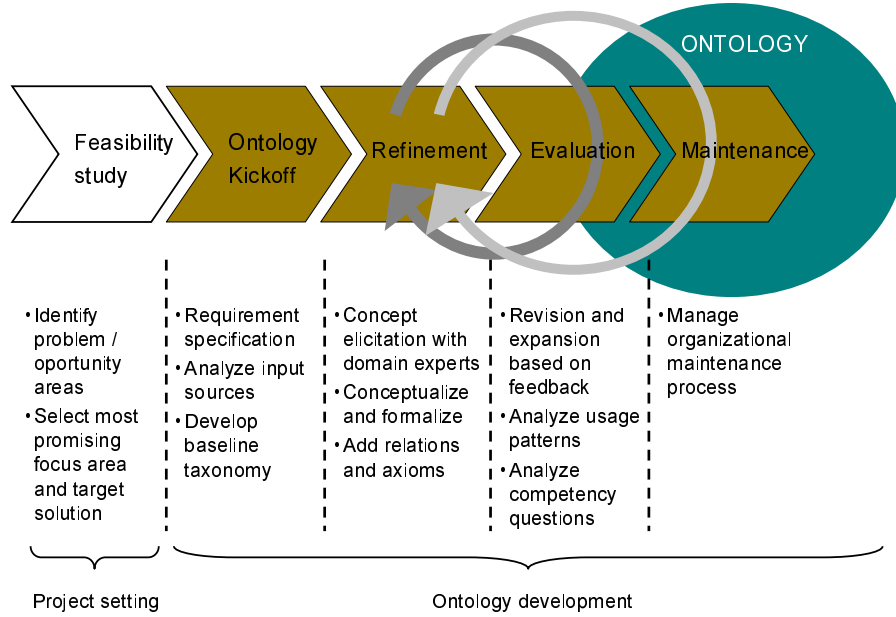 ONTOLOGY
Feasibility
study
Ontology
Kickoff
Refinement
Evaluation
Maintenance
• Identify
problem /
oportunity
areas
• Select most
promising
focus area
and target
solution
• Requirement
specification
• Analyze input
sources
• Develop
baseline
taxonomy
• Concept
elicitation with
domain experts
• Conceptualize
and formalize
• Add relations
and axioms
• Revision and
expansion
based on
feedback
• Analyze usage
patterns
• Analyze
competency
questions
• Manage
organizational
maintenance
process
Project setting
Ontology development